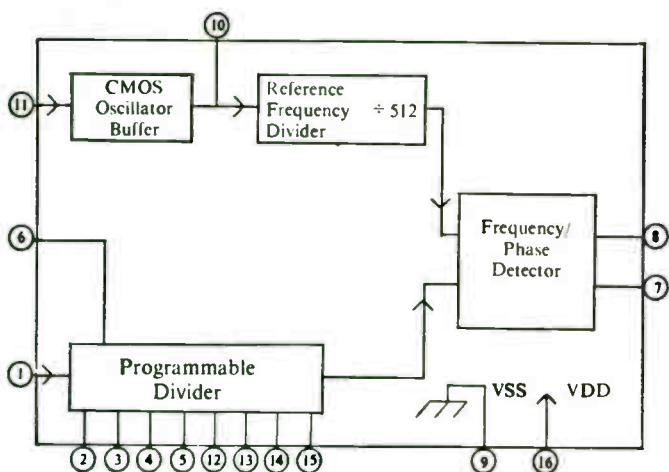 10
11
CMOS
Oscillator
Buffer
Reference
Frequency ÷ 512
Divider
6
Frequency/
Phase
Detector
8
7
1
Programmable
Divider
VSS VDD
2 3 4 5 12 13 14 15 9 16